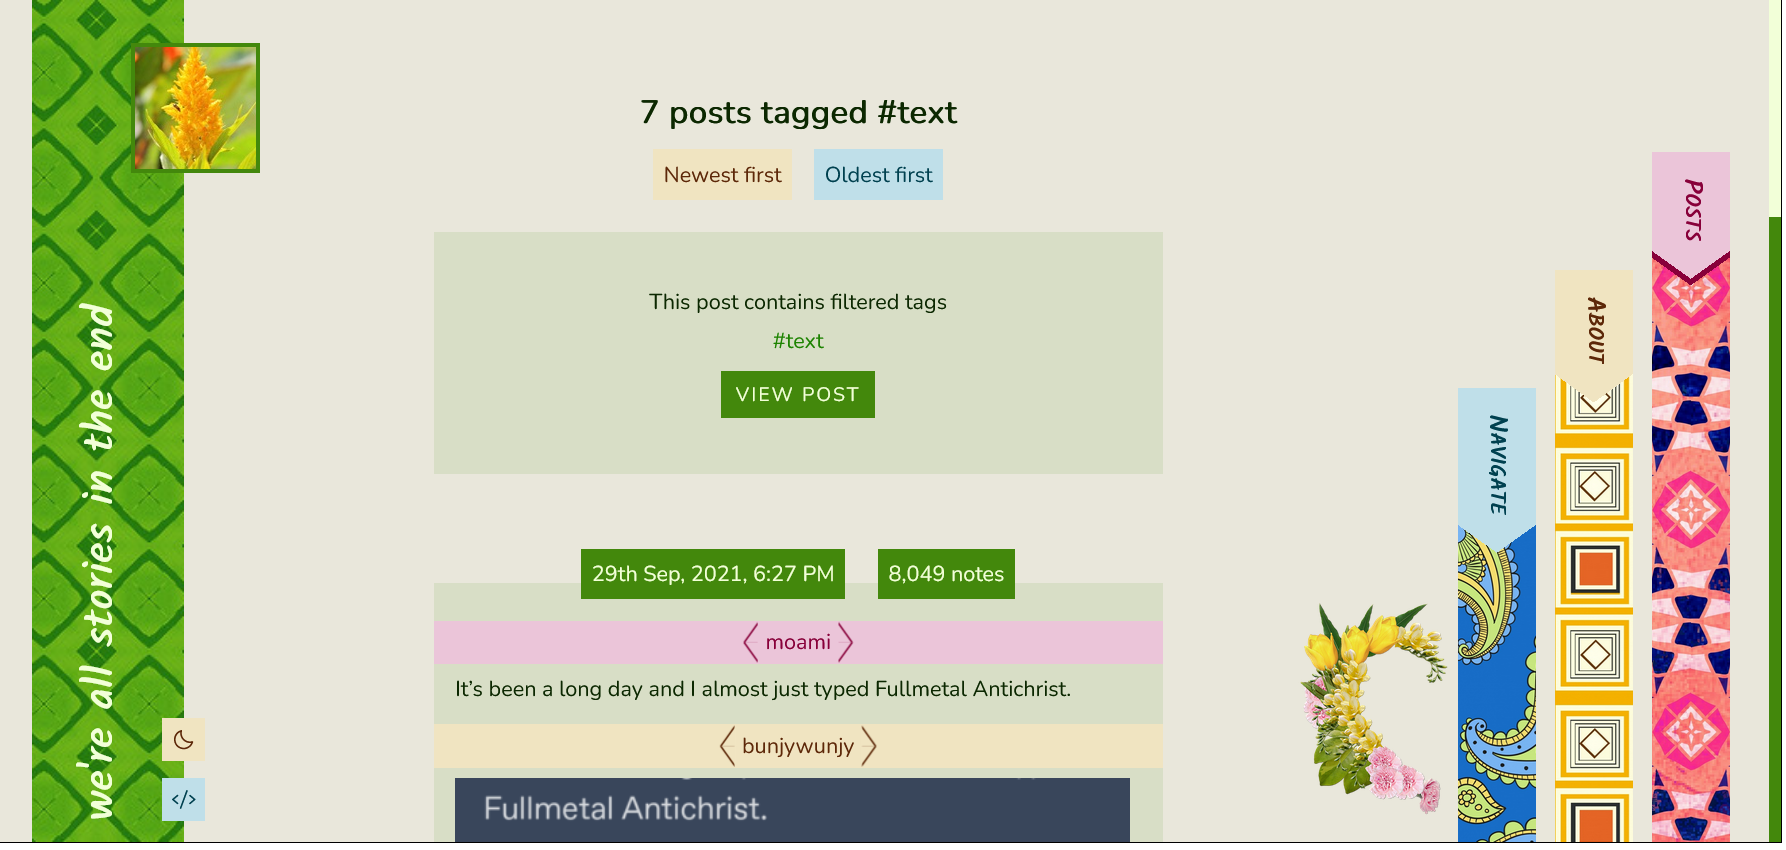 we're all stories in the end
7 posts tagged #text
Newest first
Oldest first
This post contains filtered tags
#text
VIEW POST
29th Sep, 2021, 6:27 PM
8,049 notes
moami
It's been a long day and I almost just typed Fullmetal Antichrist.
bunjywunjy
Fullmetal Antichrist.
</>
NAVIGATE
ABOUT
POSTS